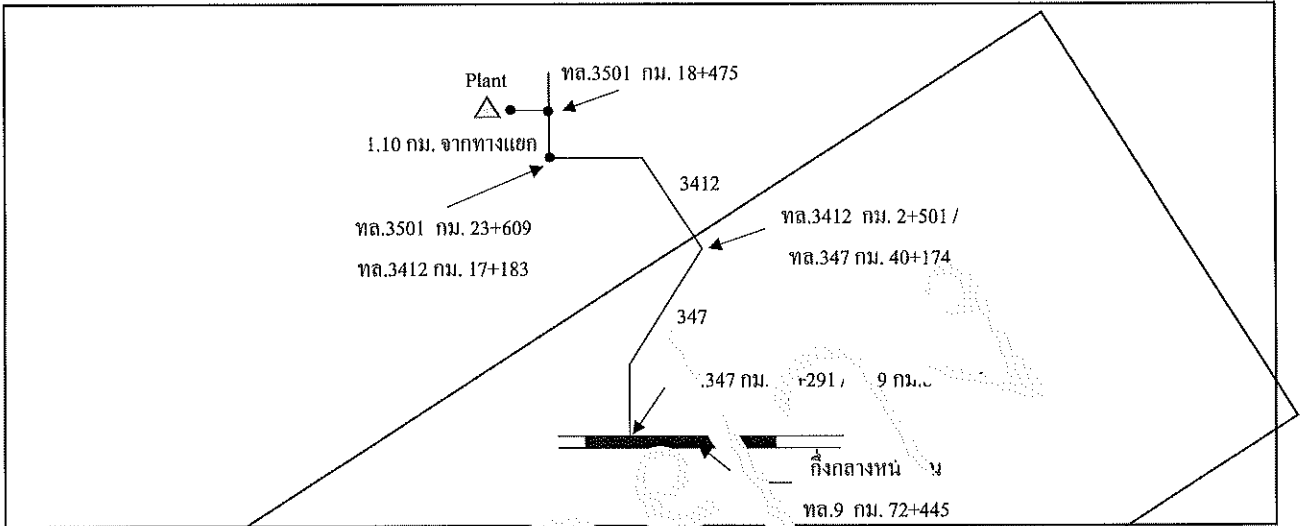 Plant
ทล.3501 กม. 18+475
1.10 กม. จากทางแยก
3412
ทล.3501 กม. 23+609
ทล.3412 กม. 17+183
ทล.3412 กม. 2+501 /
ทล.347 กม. 40+174
347
.347 กม. +291 / 9 กม.
กึ่งกลาง
ทล.9 กม. 72+445